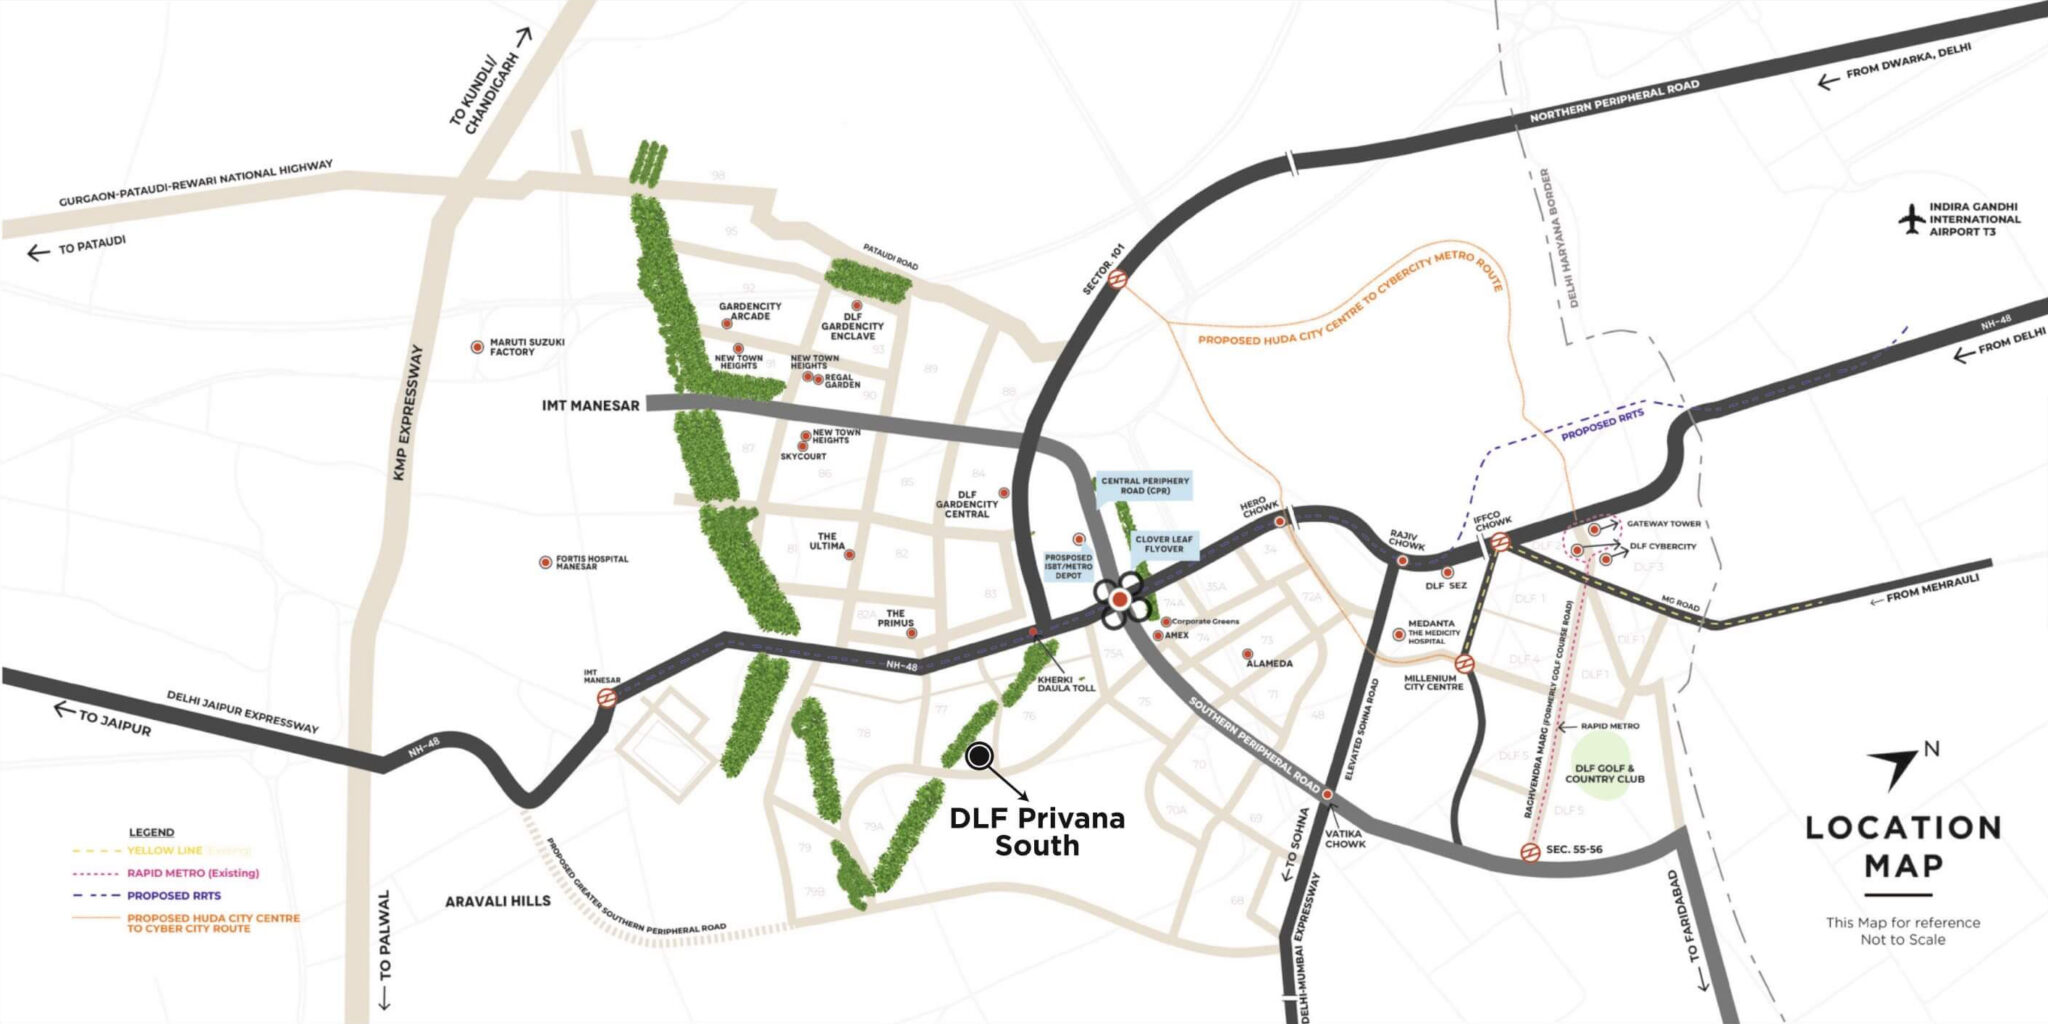 TO KUNDLI/
CHANDIGARH
FROM DWARKA, DELHI
NORTHERN PERIPHERAL ROAD
GURGAON-PATAUDI-REWARI NATIONAL HIGHWAY
TO PATAUDI
98
95
PATAUDI ROAD
SECTOR. 101
DELHI HARYANA BORDER
INDIRA GANDHI
INTERNATIONAL
AIRPORT T3
PROPOSED HUDA CITY CENTRE TO CYBERCITY METRO ROUTE
92
GARDENCITY
ARCADE
DLF
GARDENCITY
ENCLAVE
93
NH-48
FROM DELHI
MARUTI SUZUKI
FACTORY
NEW TOWN
HEIGHTS
91
NEW TOWN
HEIGHTS
REGAL
GARDEN
90
89
88
KMP EXPRESSWAY
IMT MANESAR
NEW TOWN
HEIGHTS
SKYCOURT
87
86
85
84
PROPOSED RRTS
DLF
GARDENCITY
CENTRAL
CENTRAL PERIPHERY
ROAD (CPR)
CLOVER LEAF
FLYOVER
PROSPOSED
ISBT/METRO
DEPOT
HERO
CHOWK
RAJIV
CHOWK
IFFCO
CHOWK
GATEWAY TOWER
DLF CYBERCITY
DLF 2
DLF 3
DLF SEZ
THE
ULTIMA
81
82
83
82A
THE
PRIMUS
FORTIS HOSPITAL
MANESAR
34
35A
72A
74A
74
73
Corporate Greens
AMEX
ALAMEDA
DLF 1
MG ROAD
FROM MEHRAULI
MEDANTA
THE MEDICITY
HOSPITAL
MILLENIUM
CITY CENTRE
DLF 4
DLF 1
DLF 1
NH-48
KHERKI
DAULA TOLL
75A
75
76
77
78
71
48
IMT
MANESAR
DELHI JAIPUR EXPRESSWAY
TO JAIPUR
NH-48
SOUTHERN PERIPHERAL ROAD
ELEVATED SOHNA ROAD
RAGHVENDRA MARG (FORMERLY GOLF COURSE ROAD)
RAPID METRO
DLF 5
DLF GOLF &
COUNTRY CLUB
DLF 5
70
70A
69
68
79A
79
79B
DLF Privana
South
TO SOHNA
VATIKA
CHOWK
SEC. 55-56
DELHI-MUMBAI EXPRESSWAY
TO FARIDABAD
PROPOSED GREATER SOUTHERN PERIPHERAL ROAD
ARAVALI HILLS
TO PALWAL
LEGEND
YELLOW LINE (Existing)
RAPID METRO (Existing)
PROPOSED RRTS
PROPOSED HUDA CITY CENTRE
TO CYBER CITY ROUTE
N
LOCATION
MAP
This Map for reference
Not to Scale